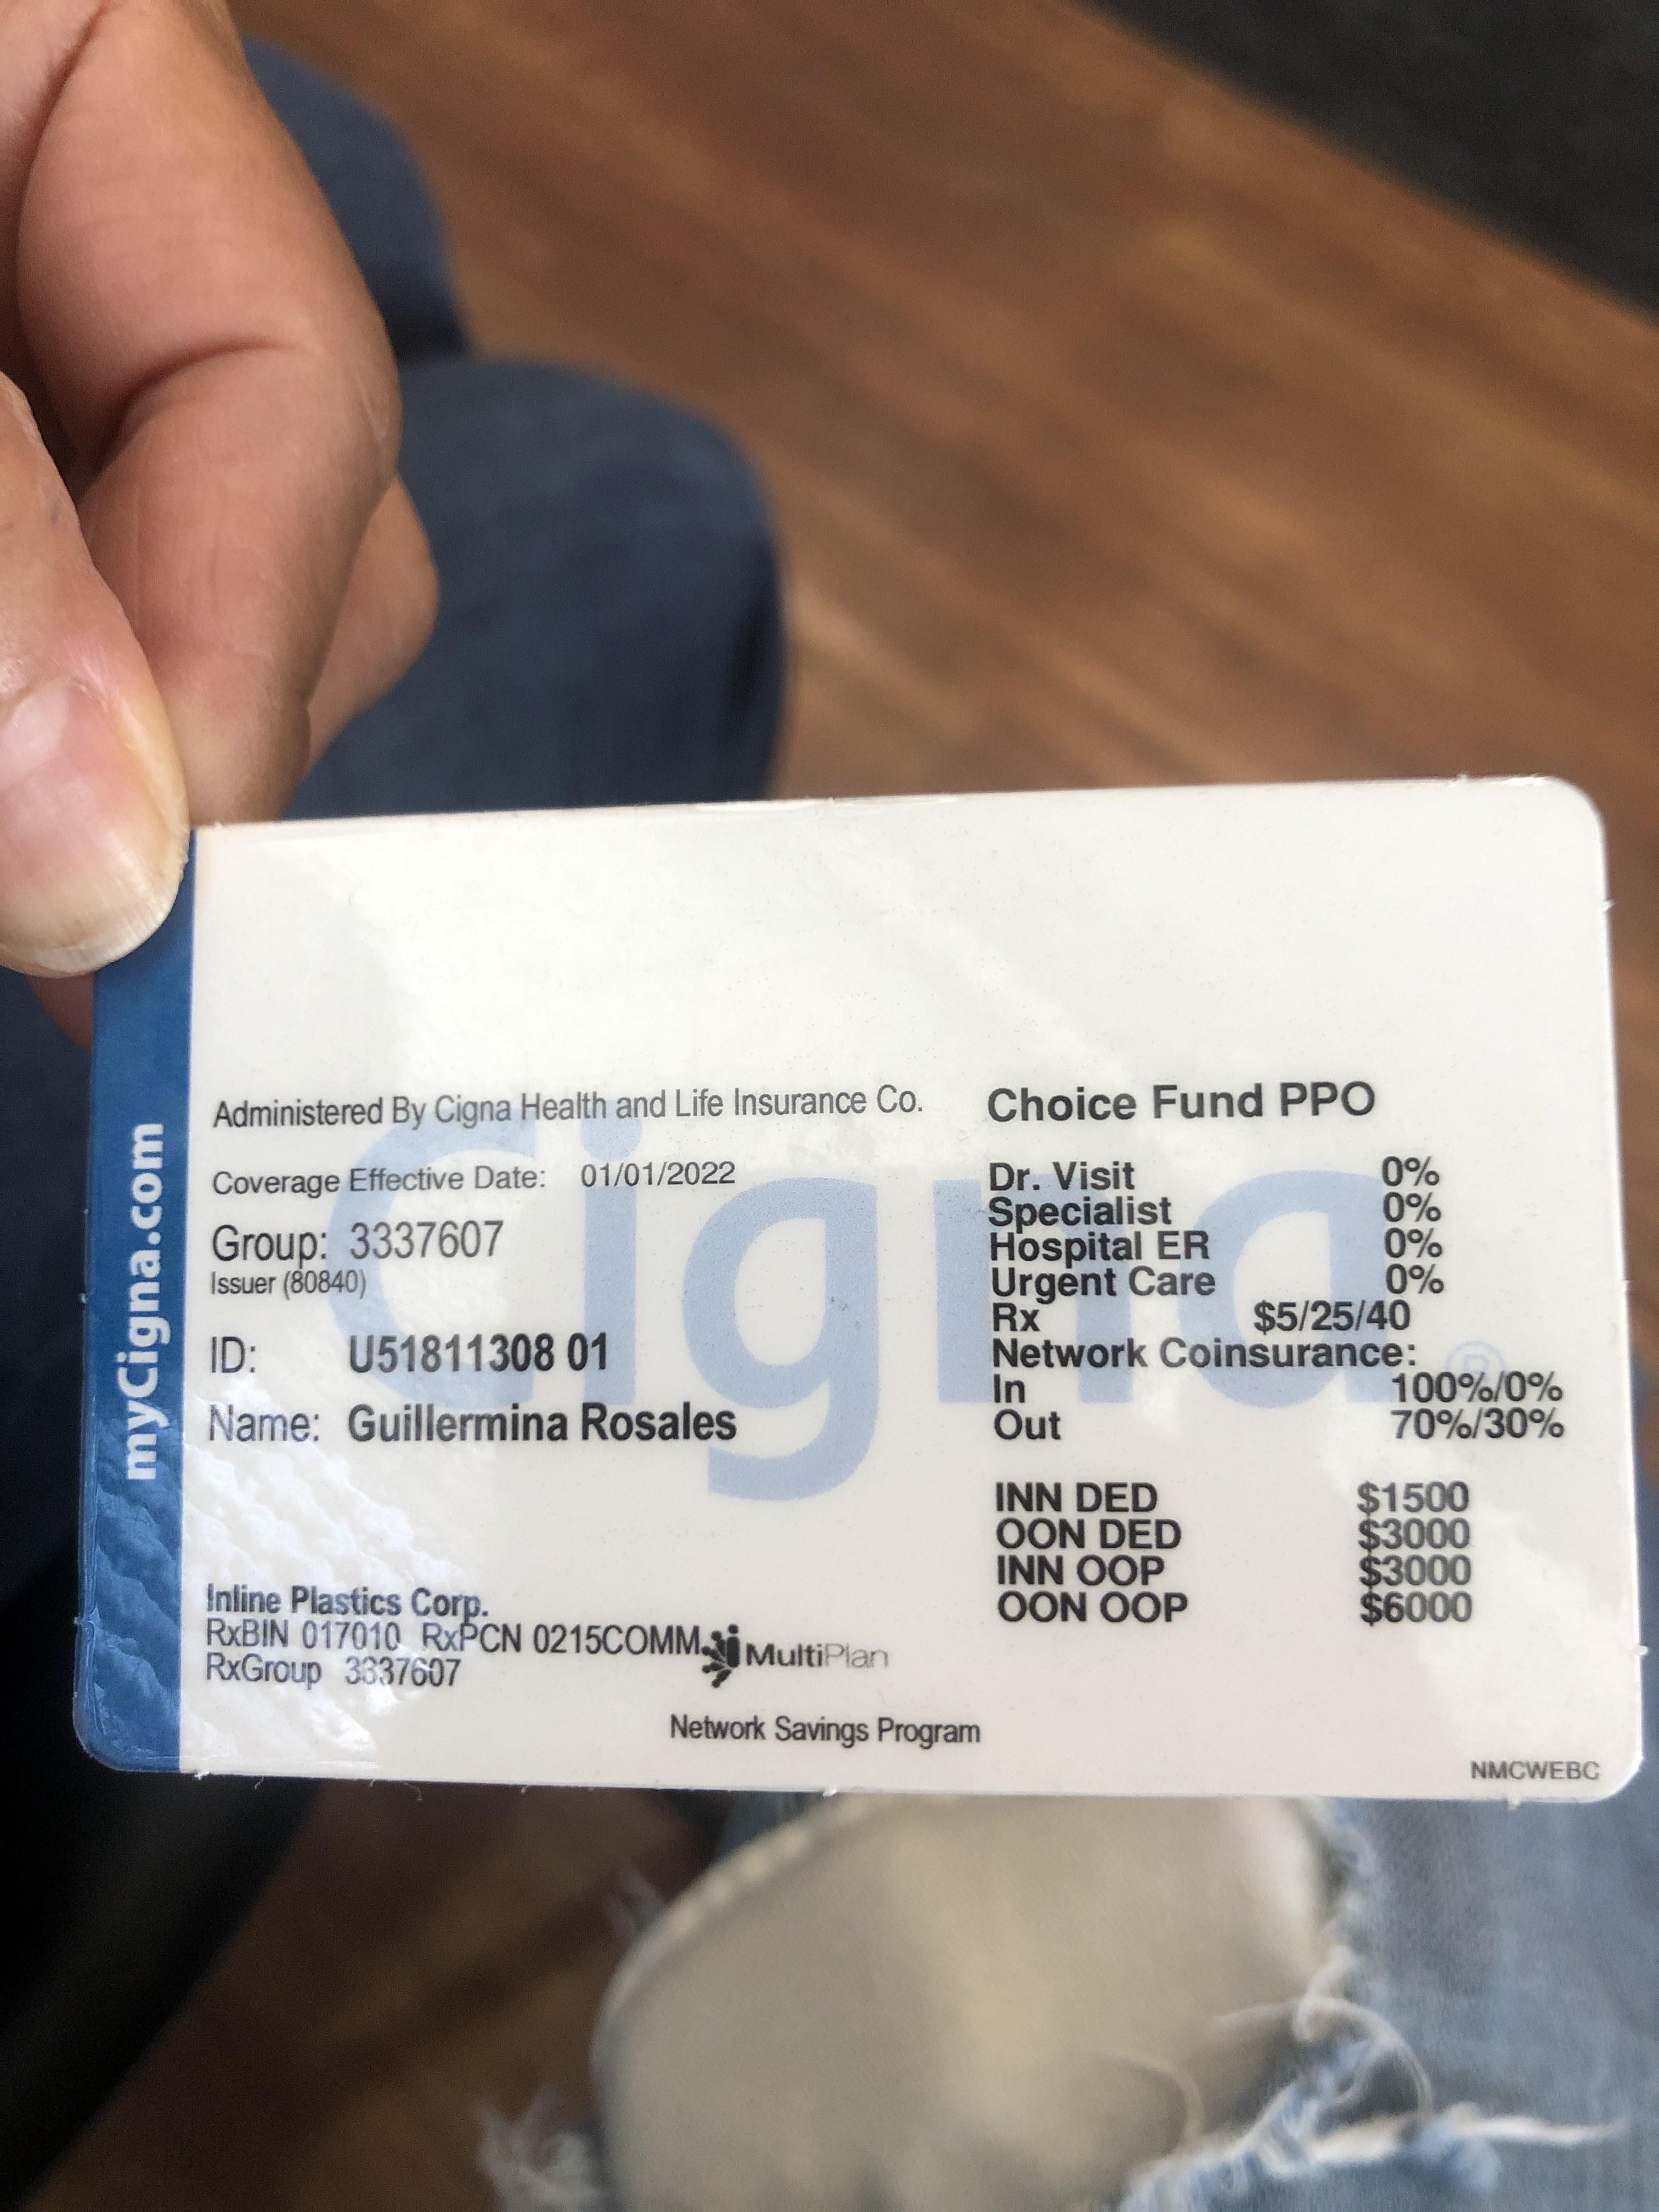 myCigna.com
Cigna®
Administered By Cigna Health and Life Insurance Co.
Coverage Effective Date: 01/01/2022
Group: 3337607
Issuer (80840)
ID: U51811308 01
Name: Guillermina Rosales
Inline Plastics Corp.
RxBIN 017010 RxPCN 0215COMM
RxGroup 3337607
MultiPlan
Network Savings Program
Choice Fund PPO
Dr. Visit 0%
Specialist 0%
Hospital ER 0%
Urgent Care 0%
Rx $5/25/40
Network Coinsurance:
In 100%/0%
Out 70%/30%
INN DED $1500
OON DED $3000
INN OOP $3000
OON OOP $6000
NMCWEBC